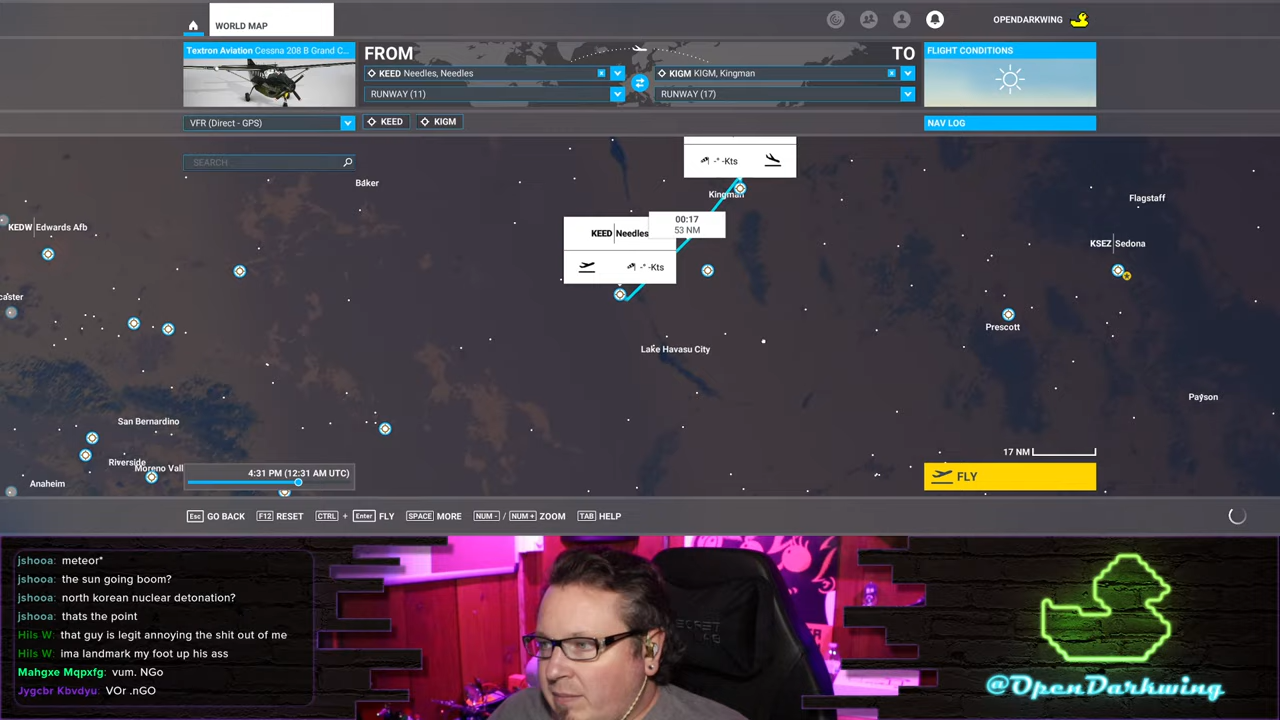 WORLD MAP
OPENDARKWING
Textron Aviation Cessna 208 B Grand C...
FROM
TO
FLIGHT CONDITIONS
KEED Needles, Needles
KIGM KIGM, Kingman
RUNWAY (11)
RUNWAY (17)
VFR (Direct - GPS)
KEED
KIGM
NAV LOG
SEARCH
-° -Kts
Baker
Kingman
Flagstaff
00:17
53 NM
KEDW Edwards Afb
KEED Needles
KSEZ Sedona
-° -Kts
caster
Prescott
Lake Havasu City
Payson
San Bernardino
17 NM
Riverside
Moreno Vall
4:31 PM (12:31 AM UTC)
FLY
Anaheim
Esc GO BACK F12 RESET CTRL + Enter FLY SPACE MORE NUM - / NUM + ZOOM TAB HELP
jshooa: meteor*
jshooa: the sun going boom?
jshooa: north korean nuclear detonation?
jshooa: thats the point
Hils W: that guy is legit annoying the shit out of me
Hils W: ima landmark my foot up his ass
Mahgxe Mqpxfg: vum. NGo
Jygcbr Kbvdyu: VOr .nGO
@OpenDarkwing